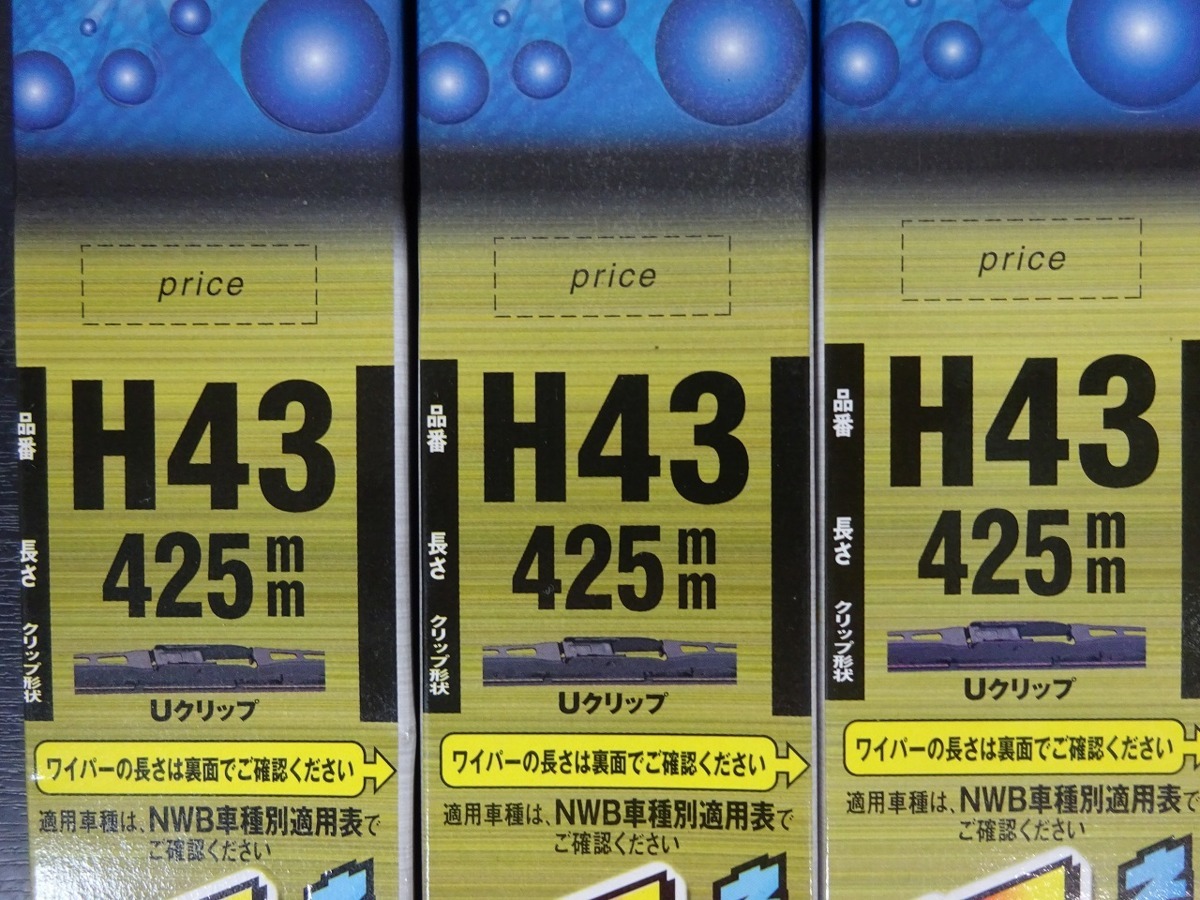 price
品番
H43
長さ
425mm
クリップ形状
Uクリップ
ワイパーの長さは裏面でご確認ください
適用車種は、NWB車種別適用表で
ご確認ください
price
品番
H43
長さ
425mm
クリップ形状
Uクリップ
ワイパーの長さは裏面でご確認ください
適用車種は、NWB車種別適用表で
ご確認ください
price
品番
H43
長さ
425mm
クリップ形状
Uクリップ
ワイパーの長さは裏面でご確認ください
適用車種は、NWB車種別適用表で
ご確認ください